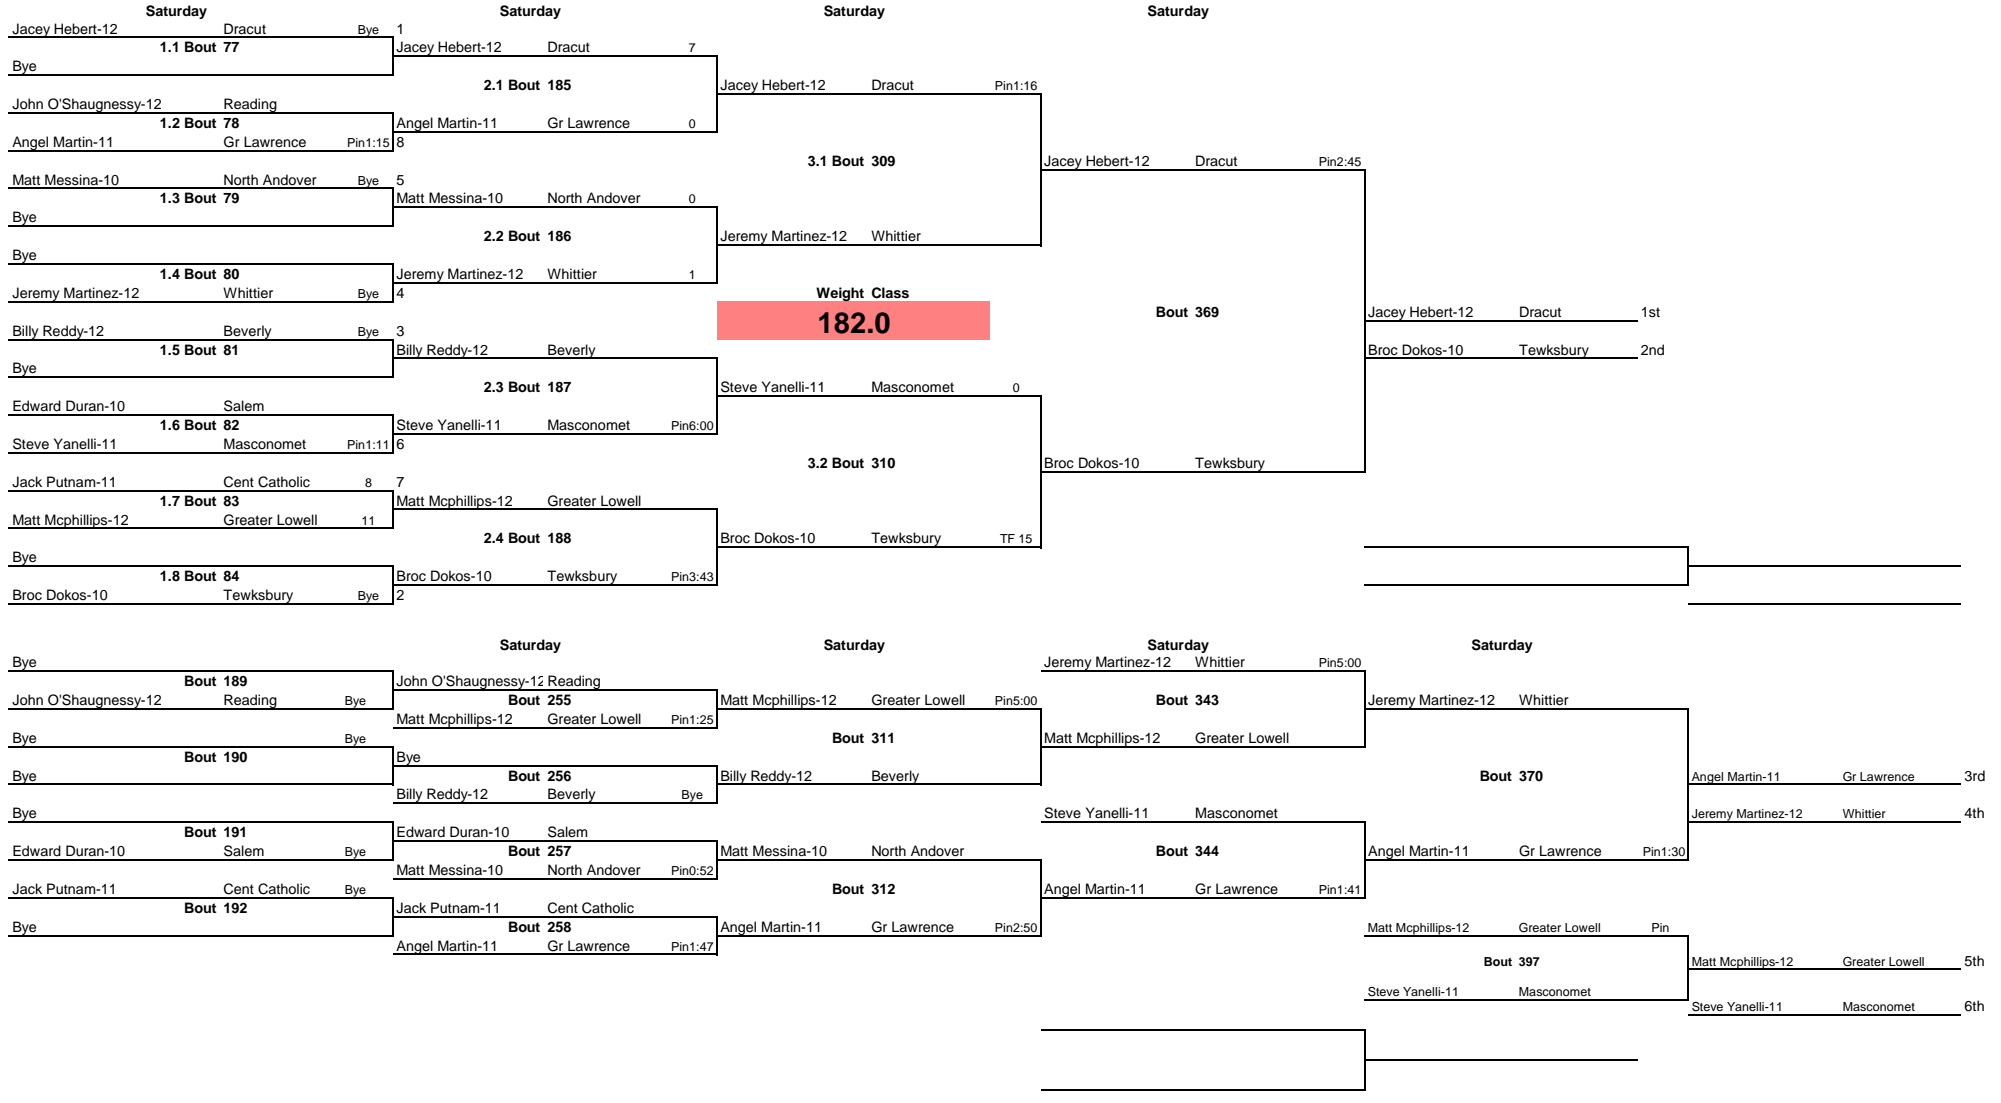 Saturday Saturday Saturday Saturday
Jacey Hebert-12 Dracut Bye 1
1.1 Bout 77 Jacey Hebert-12 Dracut 7
Bye
2.1 Bout 185 Jacey Hebert-12 Dracut Pin1:16
John O'Shaugnessy-12 Reading
1.2 Bout 78 Angel Martin-11 Gr Lawrence 0
Angel Martin-11 Gr Lawrence Pin1:15 8
3.1 Bout 309 Jacey Hebert-12 Dracut Pin2:45
Matt Messina-10 North Andover Bye 5
1.3 Bout 79 Matt Messina-10 North Andover 0
Bye
2.2 Bout 186 Jeremy Martinez-12 Whittier
Bye
1.4 Bout 80 Jeremy Martinez-12 Whittier 1
Jeremy Martinez-12 Whittier Bye 4 Weight Class
182.0 Bout 369 Jacey Hebert-12 Dracut 1st
Billy Reddy-12 Beverly Bye 3
1.5 Bout 81 Billy Reddy-12 Beverly Broc Dokos-10 Tewksbury 2nd
Bye
2.3 Bout 187 Steve Yanelli-11 Masconomet 0
Edward Duran-10 Salem
1.6 Bout 82 Steve Yanelli-11 Masconomet Pin6:00
Steve Yanelli-11 Masconomet Pin1:11 6
3.2 Bout 310 Broc Dokos-10 Tewksbury
Jack Putnam-11 Cent Catholic 8 7
1.7 Bout 83 Matt Mcphillips-12 Greater Lowell
Matt Mcphillips-12 Greater Lowell 11
2.4 Bout 188 Broc Dokos-10 Tewksbury TF 15
Bye
1.8 Bout 84 Broc Dokos-10 Tewksbury Pin3:43
Broc Dokos-10 Tewksbury Bye 2
Saturday Saturday Saturday Saturday
Bye Jeremy Martinez-12 Whittier Pin5:00
Bout 189 John O'Shaugnessy-12 Reading
John O'Shaugnessy-12 Reading Bye Bout 255 Matt Mcphillips-12 Greater Lowell Pin5:00 Bout 343 Jeremy Martinez-12 Whittier
Matt Mcphillips-12 Greater Lowell Pin1:25
Bye Bye Bout 311 Matt Mcphillips-12 Greater Lowell
Bout 190 Bye
Bye Bout 256 Billy Reddy-12 Beverly Bout 370 Angel Martin-11 Gr Lawrence 3rd
Billy Reddy-12 Beverly Bye
Bye Steve Yanelli-11 Masconomet Jeremy Martinez-12 Whittier 4th
Bout 191 Edward Duran-10 Salem
Edward Duran-10 Salem Bye Bout 257 Matt Messina-10 North Andover Bout 344 Angel Martin-11 Gr Lawrence Pin1:30
Matt Messina-10 North Andover Pin0:52
Jack Putnam-11 Cent Catholic Bye Bout 312 Angel Martin-11 Gr Lawrence Pin1:41
Bout 192 Jack Putnam-11 Cent Catholic
Bye Bout 258 Angel Martin-11 Gr Lawrence Pin2:50 Matt Mcphillips-12 Greater Lowell Pin
Angel Martin-11 Gr Lawrence Pin1:47
Bout 397 Matt Mcphillips-12 Greater Lowell 5th
Steve Yanelli-11 Masconomet
Steve Yanelli-11 Masconomet 6th